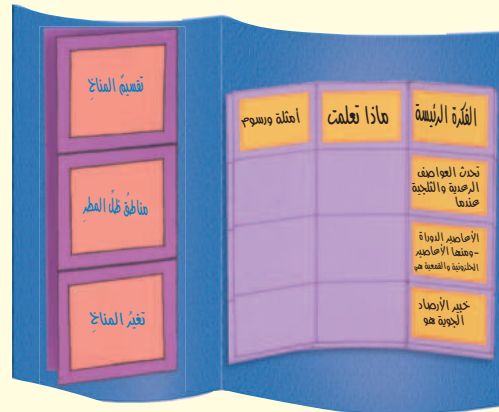 الفكرة الرئيسة
ماذا تعلمت
أمثلة ورسوم
تحدث العواصف
الرعدية والثلجية
عندما
الأعاصير الدوراة
-ومنها الأعاصير
الحلزونية والقمعية هي
خبير الأرصاد
الجوية هو
تقسيمُ المناخِ
مناطقُ ظلِّ المطرِ
تغيّرُ المناخِ